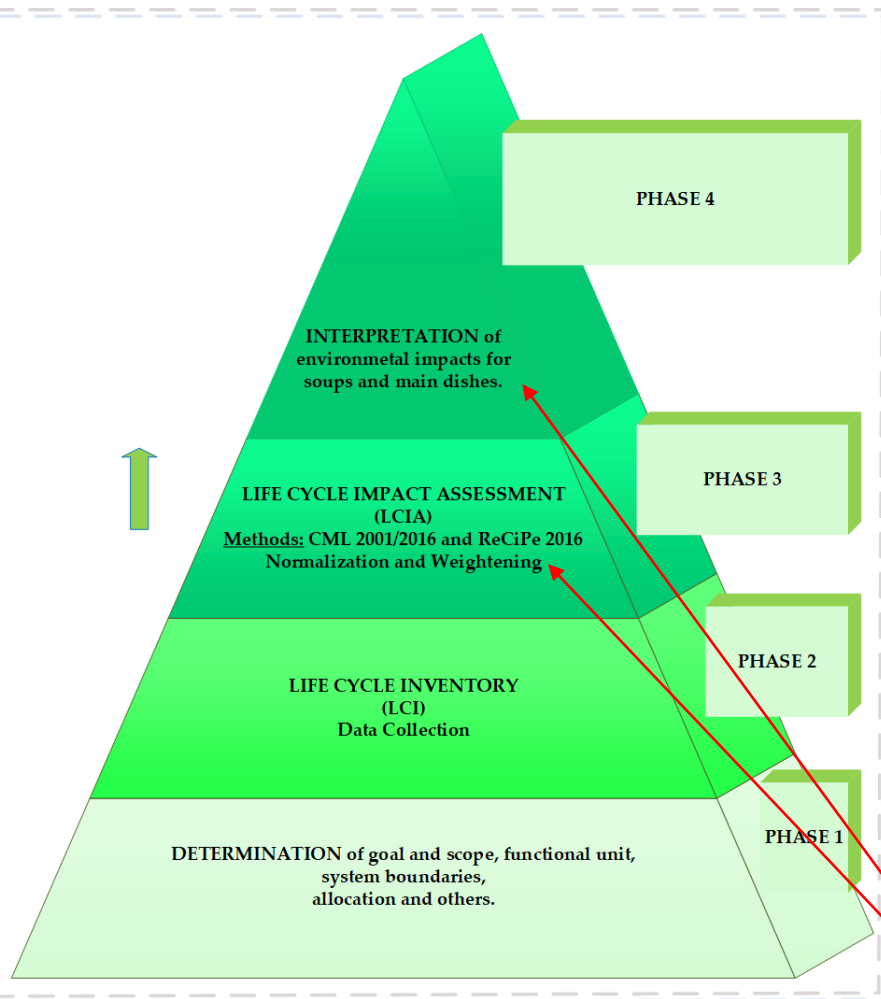 PHASE 4
INTERPRETATION of
environmetal impacts for
soups and main dishes.
PHASE 3
LIFE CYCLE IMPACT ASSESSMENT
(LCIA)
Methods: CML 2001/2016 and ReCiPe 2016
Normalization and Weightening
PHASE 2
LIFE CYCLE INVENTORY
(LCI)
Data Collection
PHASE 1
DETERMINATION of goal and scope, functional unit,
system boundaries,
allocation and others.